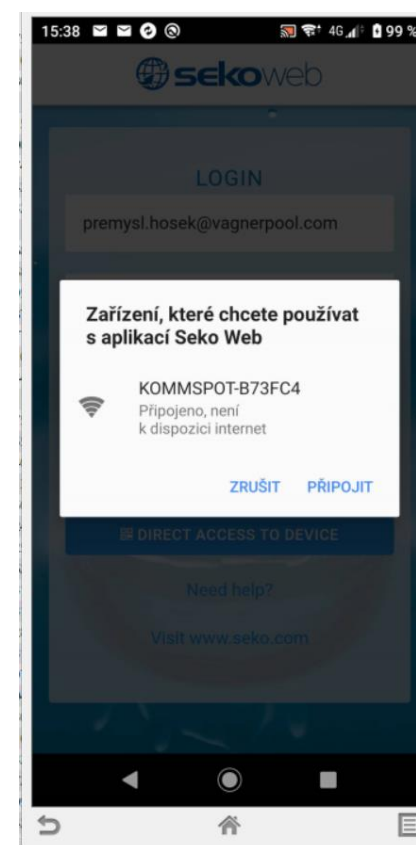 15:38 4G 99 %
sekoweb
LOGIN
premysl.hosek@vagnerpool.com
Zařízení, které chcete používat
s aplikací Seko Web
KOMMSPOT-B73FC4
Připojeno, není
k dispozici internet
ZRUŠIT PŘIPOJIT
DIRECT ACCESS TO DEVICE
Need help?
Visit www.seko.com